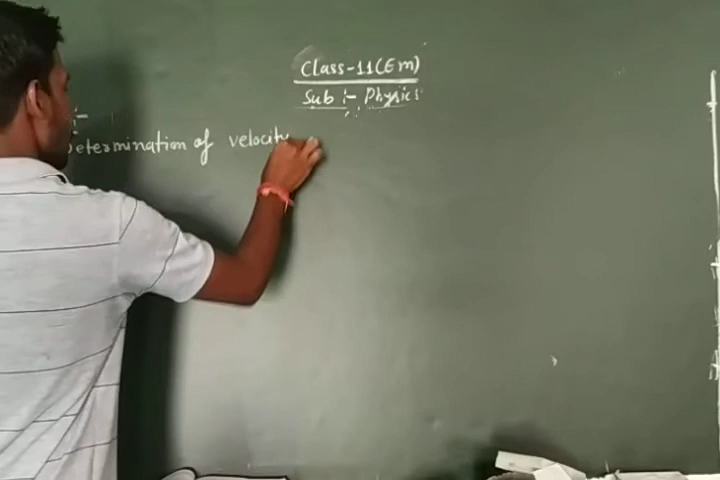 Class-11(Em)
Sub :- Physics
:-
Determination of velocity